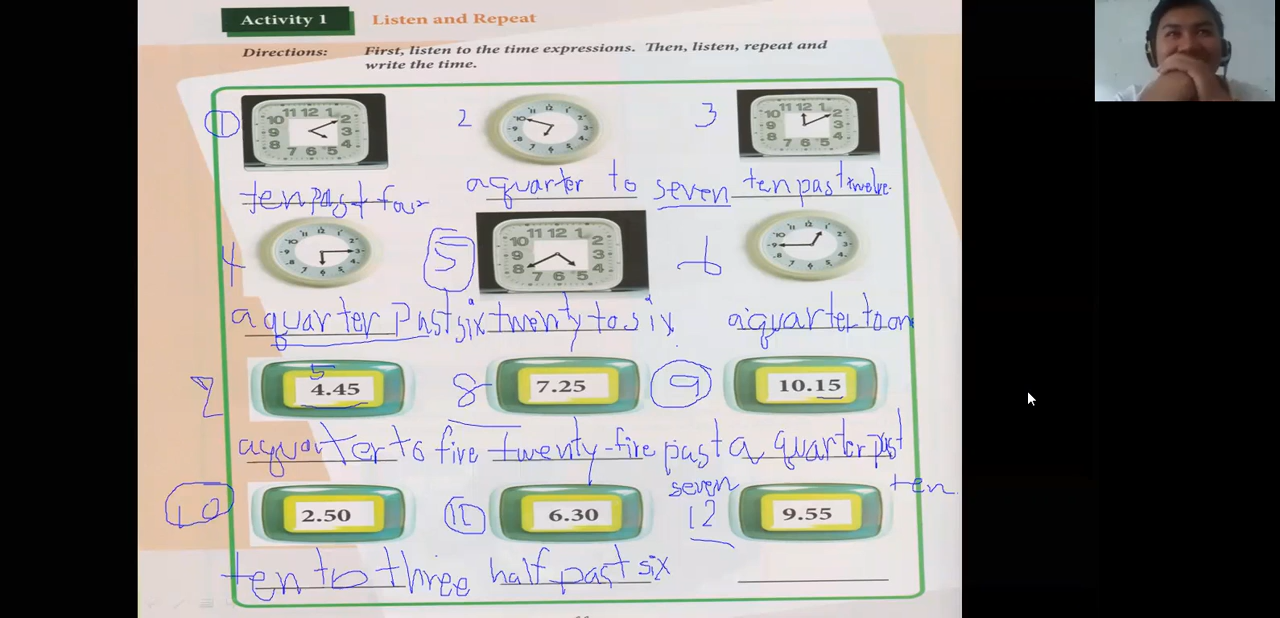 Activity 1 Listen and Repeat
Directions: First, listen to the time expressions. Then, listen, repeat and
write the time.
1 2 3
ten past four a quarter to seven ten past twelve
4 5 6
a quarter past six twenty to six a quarter to one
5
7 4.45 8 7.25 9 10.15
a quarter to five twenty-five past a quarter past
seven ten
10 2.50 11 6.30 12 9.55
ten to three half past six